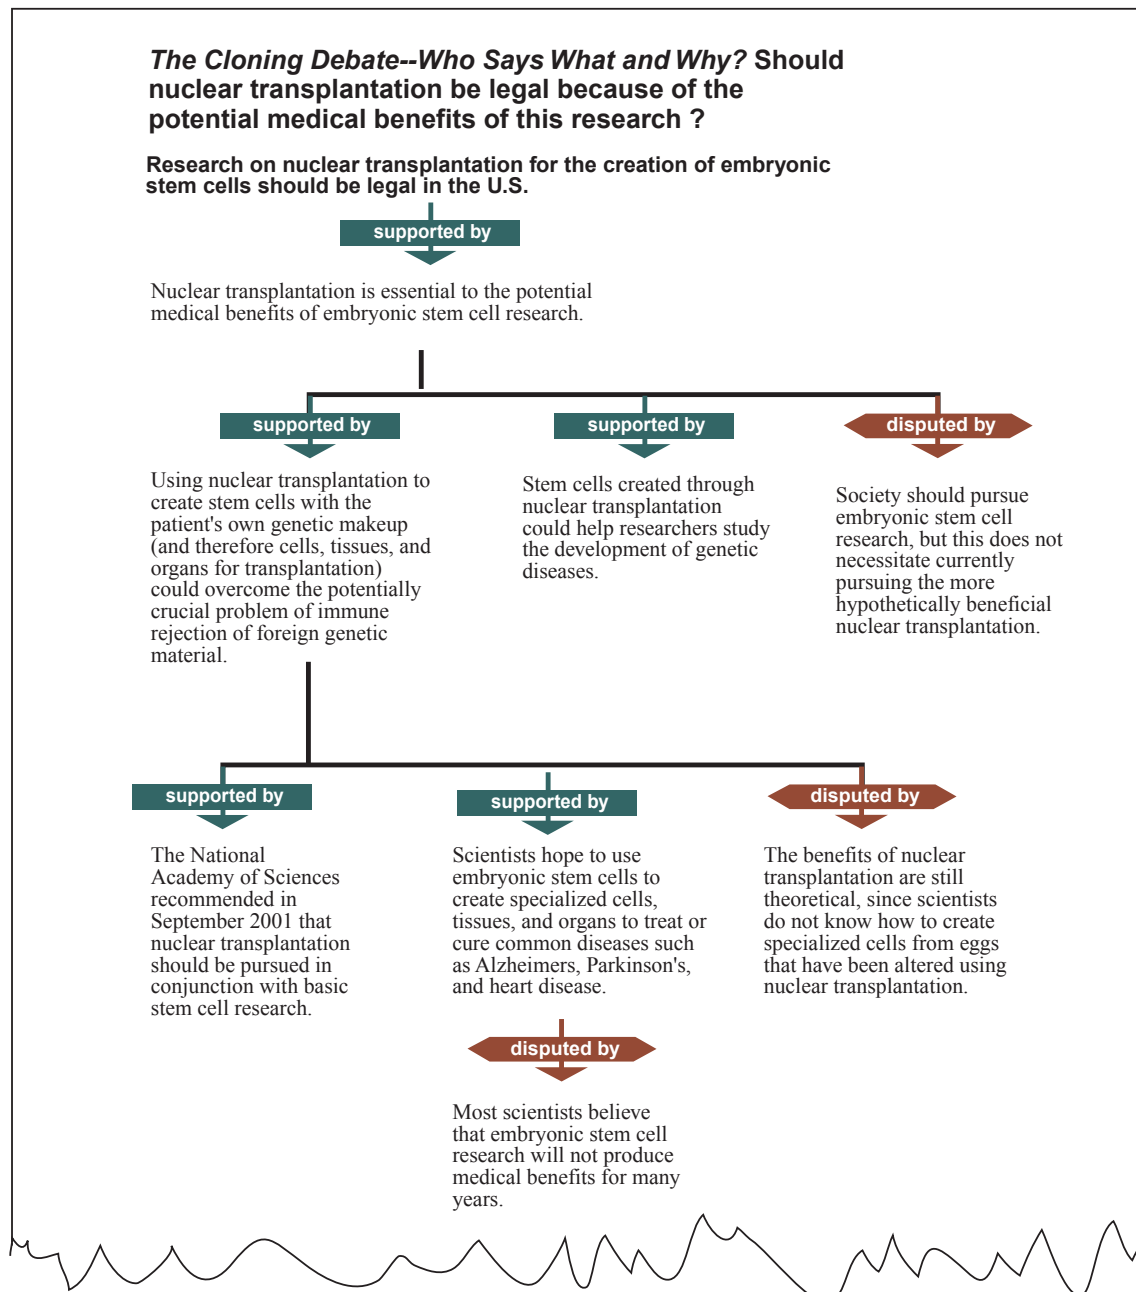 The Cloning Debate--Who Says What and Why? Should
nuclear transplantation be legal because of the
potential medical benefits of this research ?
Research on nuclear transplantation for the creation of embryonic
stem cells should be legal in the U.S.
supported by
Nuclear transplantation is essential to the potential
medical benefits of embryonic stem cell research.
supported by
Using nuclear transplantation to
create stem cells with the
patient's own genetic makeup
(and therefore cells, tissues, and
organs for transplantation)
could overcome the potentially
crucial problem of immune
rejection of foreign genetic
material.
supported by
Stem cells created through
nuclear transplantation
could help researchers study
the development of genetic
diseases.
disputed by
Society should pursue
embryonic stem cell
research, but this does not
necessitate currently
pursuing the more
hypothetically beneficial
nuclear transplantation.
supported by
The National
Academy of Sciences
recommended in
September 2001 that
nuclear transplantation
should be pursued in
conjunction with basic
stem cell research.
supported by
Scientists hope to use
embryonic stem cells to
create specialized cells,
tissues, and organs to treat or
cure common diseases such
as Alzheimers, Parkinson's,
and heart disease.
disputed by
Most scientists believe
that embryonic stem cell
research will not produce
medical benefits for many
years.
disputed by
The benefits of nuclear
transplantation are still
theoretical, since scientists
do not know how to create
specialized cells from eggs
that have been altered using
nuclear transplantation.